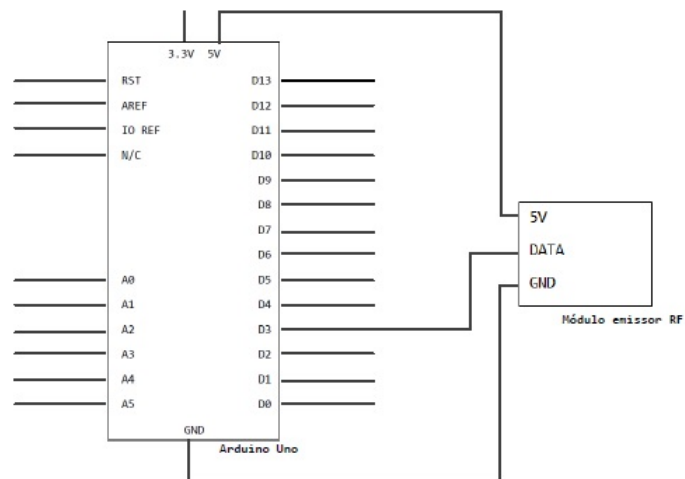 3.3V 5V
RST
AREF
IO REF
N/C
A0
A1
A2
A3
A4
A5
D13
D12
D11
D10
D9
D8
D7
D6
D5
D4
D3
D2
D1
D0
GND
Arduino Uno
5V
DATA
GND
Módulo emissor RF